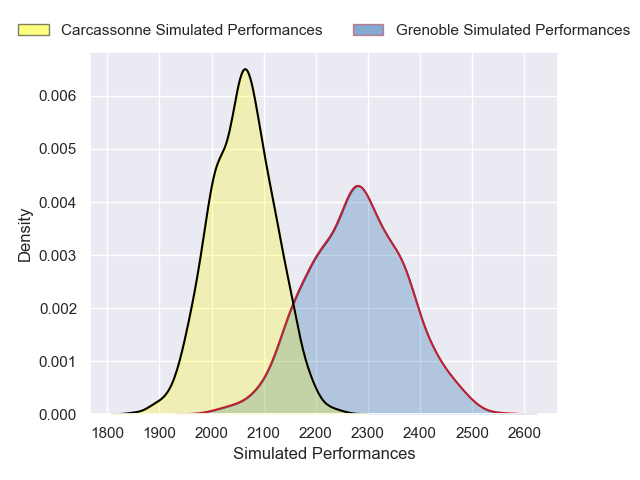 Carcassonne Simulated Performances Grenoble Simulated Performances
0.006
0.005
0.004
0.003
0.002
0.001
0.000
Density
1800 1900 2000 2100 2200 2300 2400 2500 2600
Simulated Performances